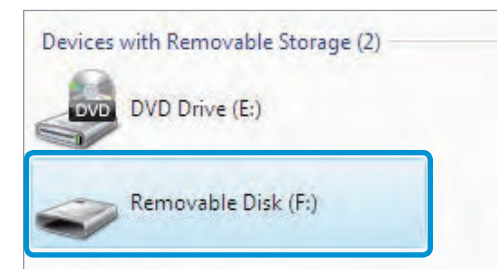 Devices with Removable Storage (2)
DVD
DVD Drive (E:)
Removable Disk (F:)